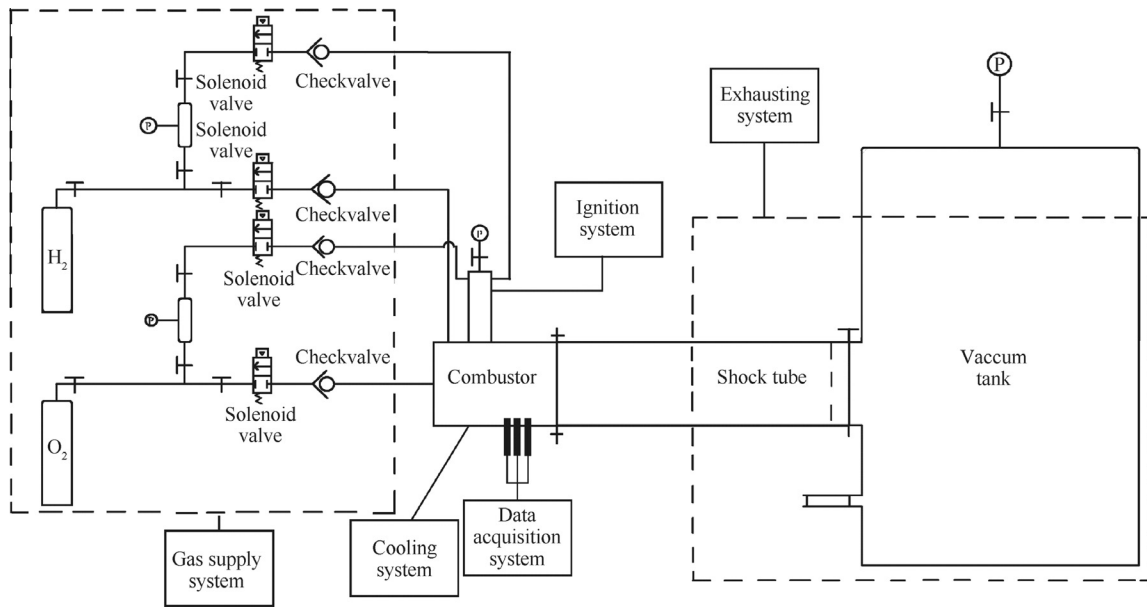 Solenoid
valve
Checkvalve
P
Solenoid
valve
Checkvalve
H2
P
Solenoid
valve
Checkvalve
P
Checkvalve
Solenoid
valve
O2
Gas supply
system
Cooling
system
Data
acquisition
system
Combustor
Ignition
system
Exhausting
system
Shock tube
P
Vaccum
tank